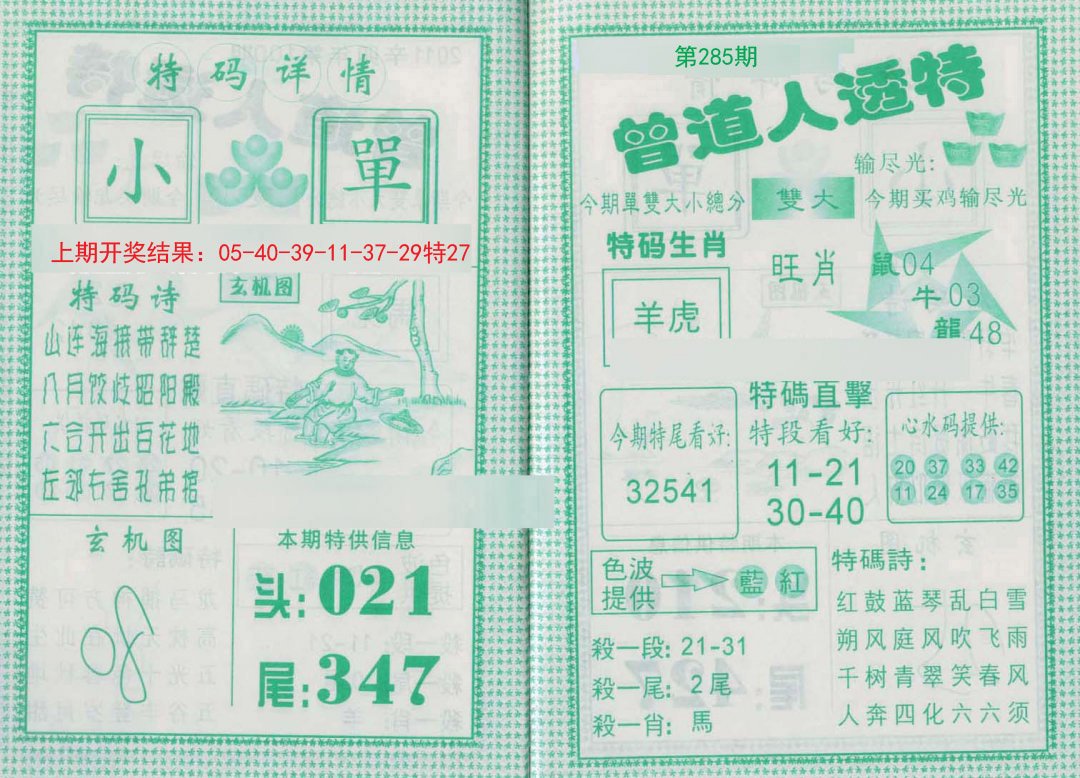 特码详情
小
單
上期开奖结果：05-40-39-11-37-29特27
特码诗
山连海接带辞楚
八月饺歧昭阳殿
六合开出百花地
左邻右舍孔弟棺
玄机图
玄机图
本期特供信息
头:021
尾:347
第285期
曾道人透特
输尽光:
今期买鸡输尽光
今期單雙大小總分
雙大
特码生肖
羊虎
旺肖
鼠04
牛03
龍48
今期特尾看好:
32541
特碼直擊
特段看好:
11-21
30-40
心水码提供:
20 37 33 42
11 24 17 35
色波
提供
藍 紅
殺一段: 21-31
殺一尾: 2尾
殺一肖: 馬
特碼詩:
红鼓蓝琴乱白雪
朔风庭风吹飞雨
千树青翠笑春风
人奔四化六六须